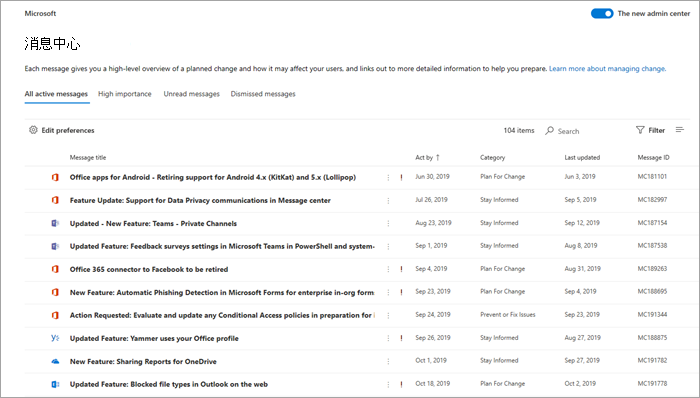 Microsoft
The new admin center
消息中心
Each message gives you a high-level overview of a planned change and how it may affect your users, and links out to more detailed information to help you prepare. Learn more about managing change.
All active messages High importance Unread messages Dismissed messages
Edit preferences 104 items Search Filter
Message title Act by ↑ Category Last updated Message ID
Office apps for Android - Retiring support for Android 4.x (KitKat) and 5.x (Lollipop) ! Jun 30, 2019 Plan For Change Jun 3, 2019 MC181101
Feature Update: Support for Data Privacy communications in Message center Jul 26, 2019 Stay Informed Sep 5, 2019 MC182997
Updated - New Feature: Teams - Private Channels Aug 23, 2019 Stay Informed Sep 12, 2019 MC187154
Updated Feature: Feedback surveys settings in Microsoft Teams in PowerShell and system- Sep 1, 2019 Stay Informed Aug 8, 2019 MC187538
Office 365 connector to Facebook to be retired ! Sep 4, 2019 Plan For Change Aug 31, 2019 MC189263
New Feature: Automatic Phishing Detection in Microsoft Forms for enterprise in-org form: ! Sep 23, 2019 Plan For Change Sep 4, 2019 MC188695
Action Requested: Evaluate and update any Conditional Access policies in preparation for i Sep 24, 2019 Prevent or Fix Issues Sep 23, 2019 MC191344
Updated Feature: Yammer uses your Office profile ! Sep 26, 2019 Stay Informed Aug 27, 2019 MC188875
New Feature: Sharing Reports for OneDrive Oct 1, 2019 Stay Informed Sep 27, 2019 MC191782
Updated Feature: Blocked file types in Outlook on the web ! Oct 18, 2019 Plan For Change Oct 2, 2019 MC191778